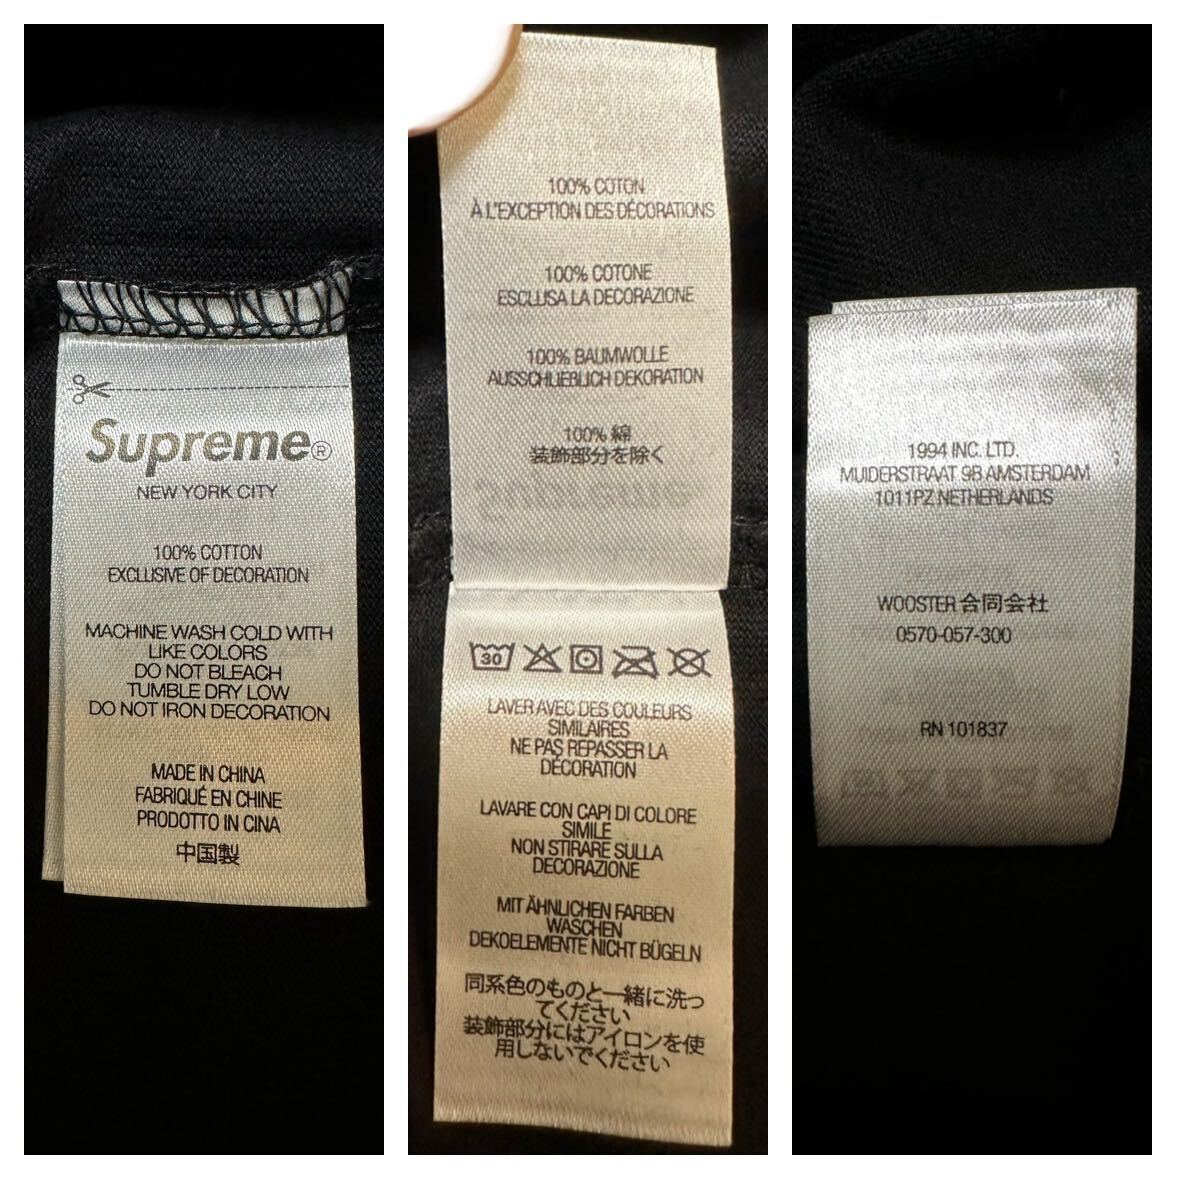 Supreme®
NEW YORK CITY
100% COTTON
EXCLUSIVE OF DECORATION
MACHINE WASH COLD WITH
LIKE COLORS
DO NOT BLEACH
TUMBLE DRY LOW
DO NOT IRON DECORATION
MADE IN CHINA
FABRIQUÉ EN CHINE
PRODOTTO IN CINA
中国製
100% COTON
À L'EXCEPTION DES DÉCORATIONS
100% COTONE
ESCLUSA LA DECORAZIONE
100% BAUMWOLLE
AUSSCHLIEBLICH DEKORATION
100% 綿
装飾部分を除く
30
LAVER AVEC DES COULEURS
SIMILAIRES
NE PAS REPASSER LA
DÉCORATION
LAVARE CON CAPI DI COLORE
SIMILE
NON STIRARE SULLA
DECORAZIONE
MIT ÄHNLICHEN FARBEN
WASCHEN
DEKOELEMENTE NICHT BÜGELN
同系色のものと一緒に洗っ
てください
装飾部分にはアイロンを使
用しないでください
1994 INC. LTD.
MUIDERSTRAAT 9B AMSTERDAM
1011PZ NETHERLANDS
WOOSTER 合同会社
0570-057-300
RN 101837